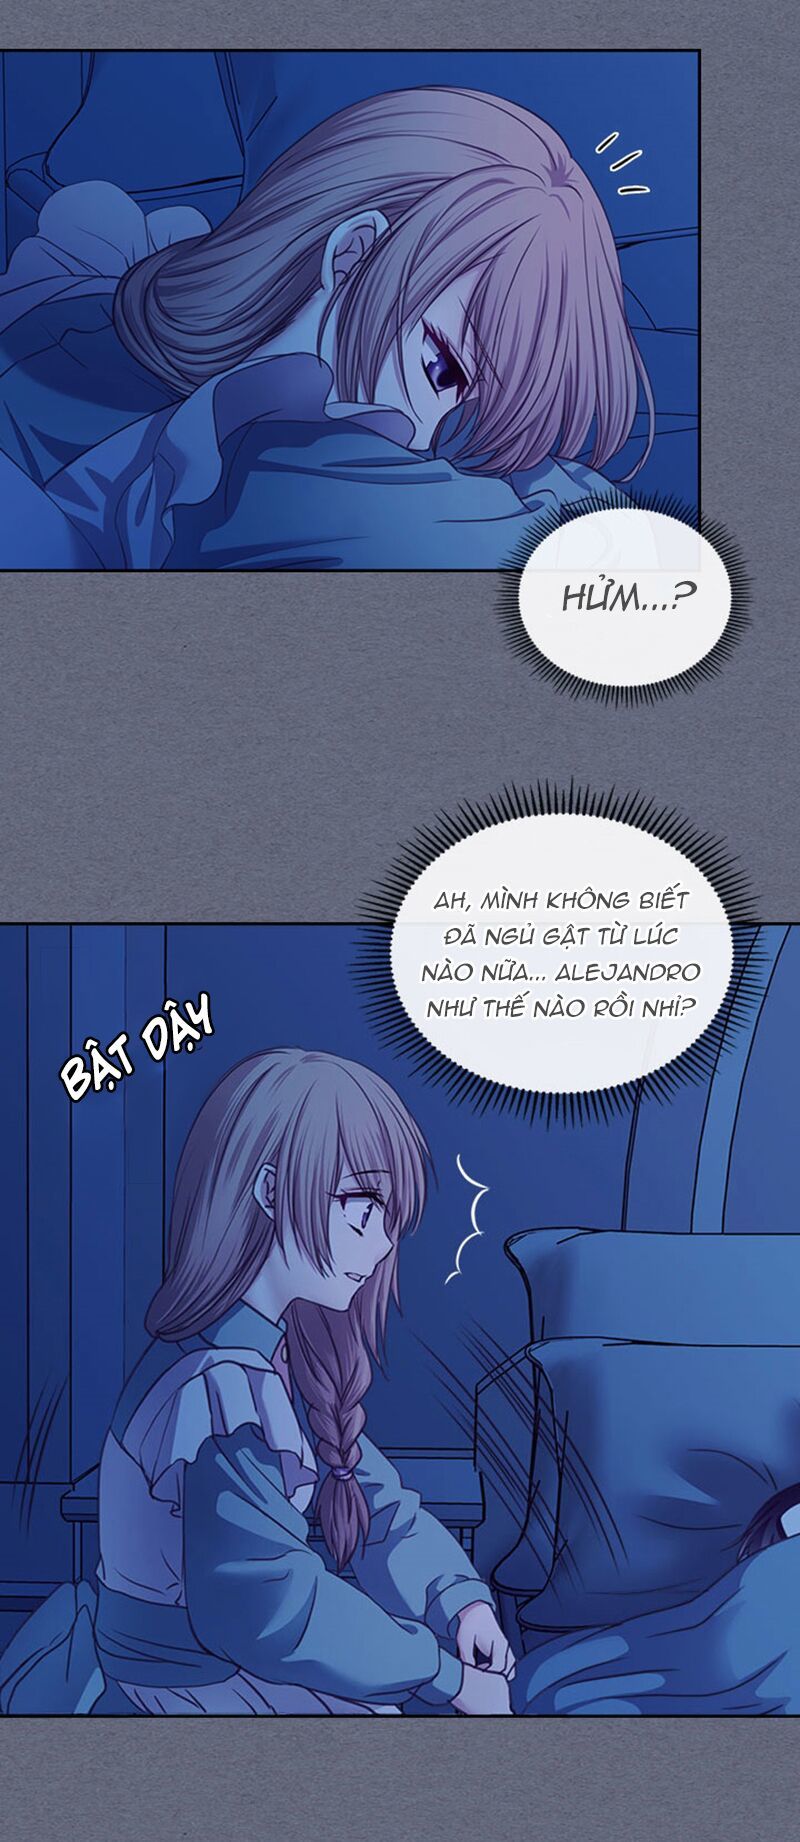 HỬM...?
AH, MÌNH KHÔNG BIẾT
ĐÃ NGỦ GẬT TỪ LÚC
NÀO NỮA... ALEJANDRO
NHƯ THẾ NÀO RỒI NHỈ?
BẬT DẬY